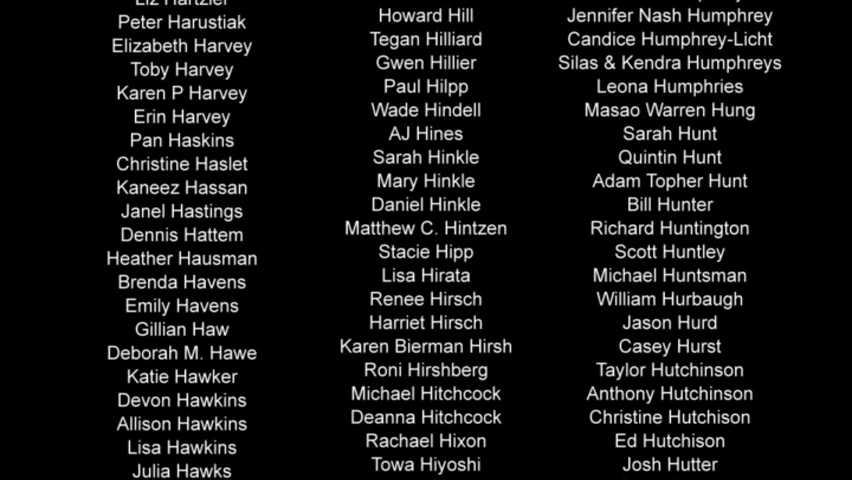 Liz Hartzler
Peter Harustiak
Elizabeth Harvey
Toby Harvey
Karen P Harvey
Erin Harvey
Pan Haskins
Christine Haslet
Kaneez Hassan
Janel Hastings
Dennis Hattem
Heather Hausman
Brenda Havens
Emily Havens
Gillian Haw
Deborah M. Hawe
Katie Hawker
Devon Hawkins
Allison Hawkins
Lisa Hawkins
Julia Hawks
Howard Hill
Tegan Hilliard
Gwen Hillier
Paul Hilpp
Wade Hindell
AJ Hines
Sarah Hinkle
Mary Hinkle
Daniel Hinkle
Matthew C. Hintzen
Stacie Hipp
Lisa Hirata
Renee Hirsch
Harriet Hirsch
Karen Bierman Hirsh
Roni Hirshberg
Michael Hitchcock
Deanna Hitchcock
Rachael Hixon
Towa Hiyoshi
Jennifer Nash Humphrey
Candice Humphrey-Licht
Silas & Kendra Humphreys
Leona Humphries
Masao Warren Hung
Sarah Hunt
Quintin Hunt
Adam Topher Hunt
Bill Hunter
Richard Huntington
Scott Huntley
Michael Huntsman
William Hurbaugh
Jason Hurd
Casey Hurst
Taylor Hutchinson
Anthony Hutchinson
Christine Hutchison
Ed Hutchison
Josh Hutter